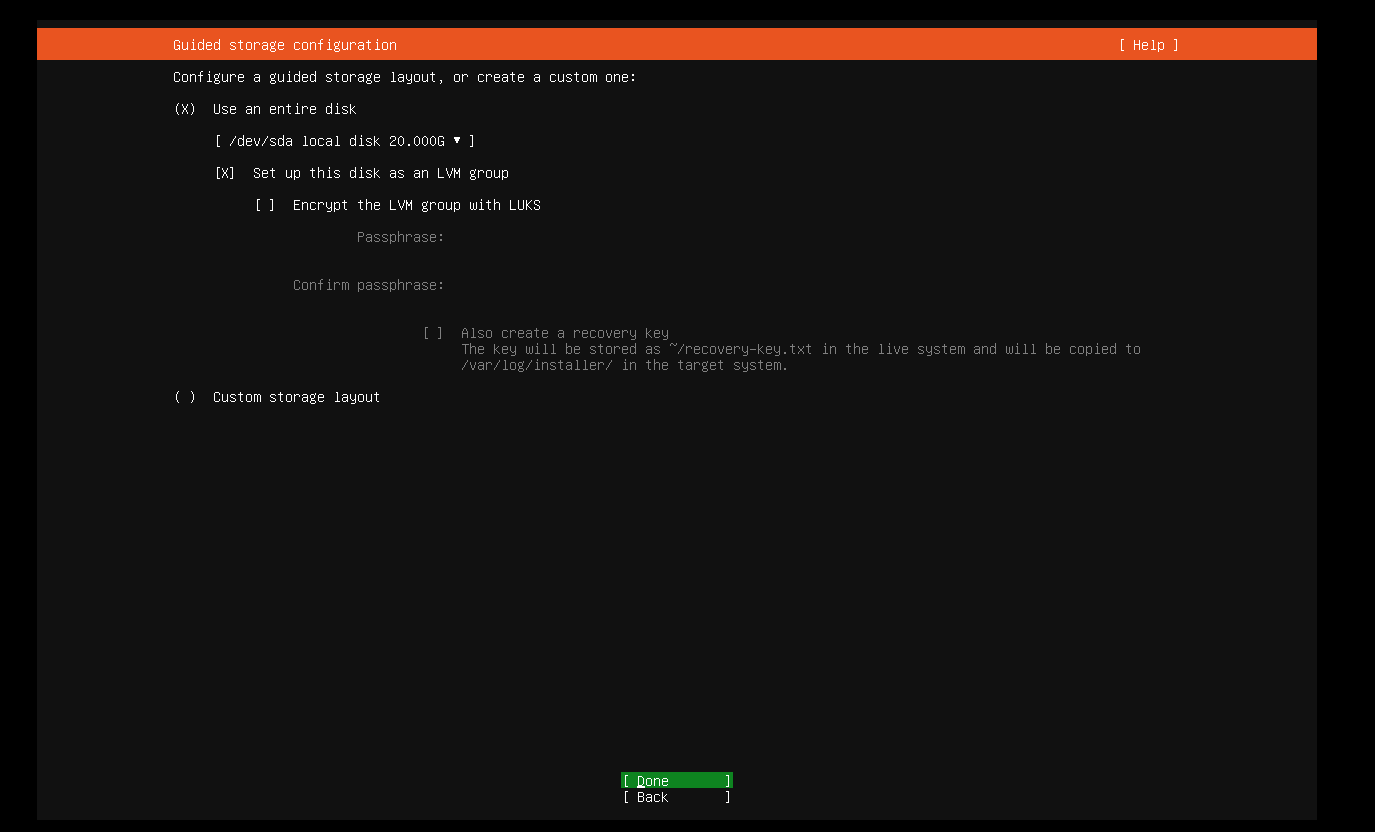 Guided storage configuration [ Help ]
Configure a guided storage layout, or create a custom one:
(X) Use an entire disk
[ /dev/sda local disk 20.000G ▾ ]
[X] Set up this disk as an LVM group
[ ] Encrypt the LVM group with LUKS
Passphrase:
Confirm passphrase:
[ ] Also create a recovery key
The key will be stored as ~/recovery-key.txt in the live system and will be copied to
/var/log/installer/ in the target system.
( ) Custom storage layout
[ Done ]
[ Back ]